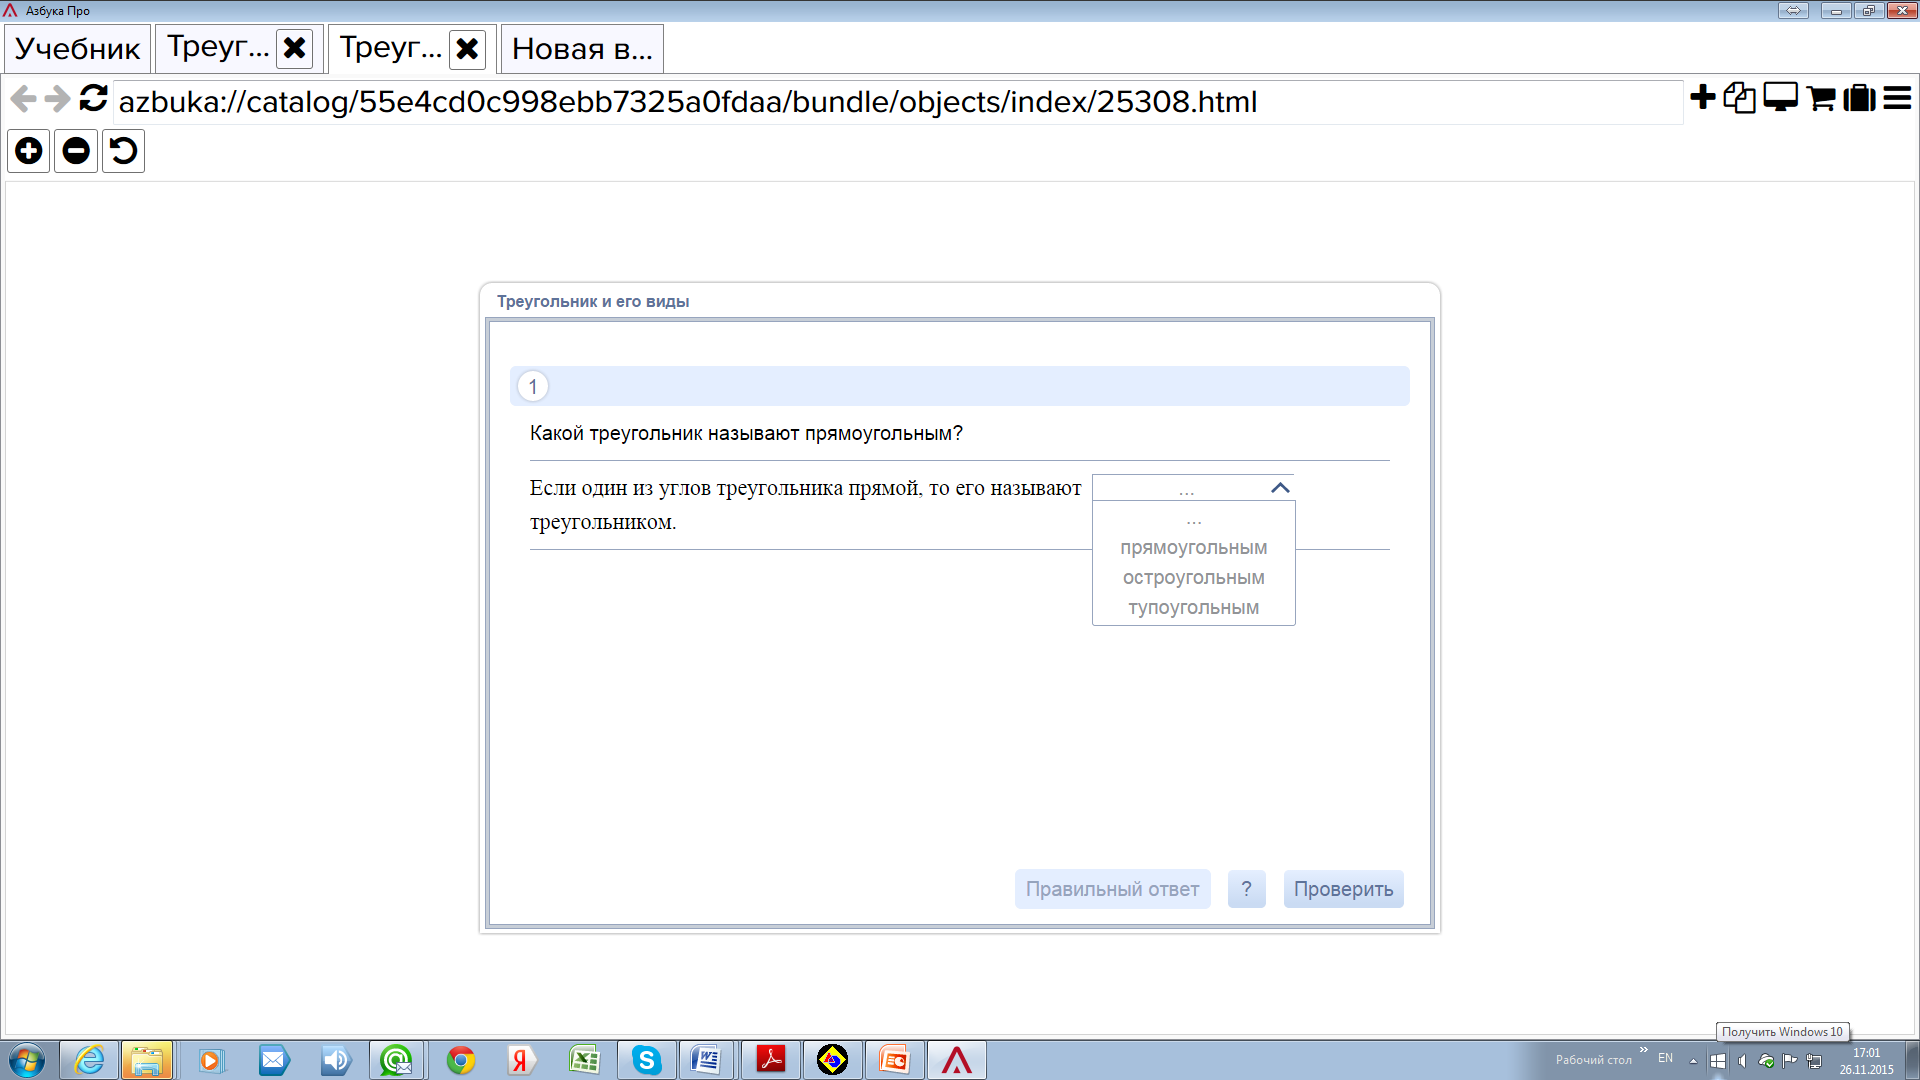 Азбука Про
Учебник
Треуг...
Треуг...
Новая в...
azbuka://catalog/55e4cd0c998ebb7325a0fdaa/bundle/objects/index/25308.html
Треугольник и его виды
1
Какой треугольник называют прямоугольным?
Если один из углов треугольника прямой, то его называют ...
треугольником.
...
прямоугольным
остроугольным
тупоугольным
Правильный ответ
?
Проверить
Получить Windows 10
Рабочий стол
»
EN
17:01
26.11.2015